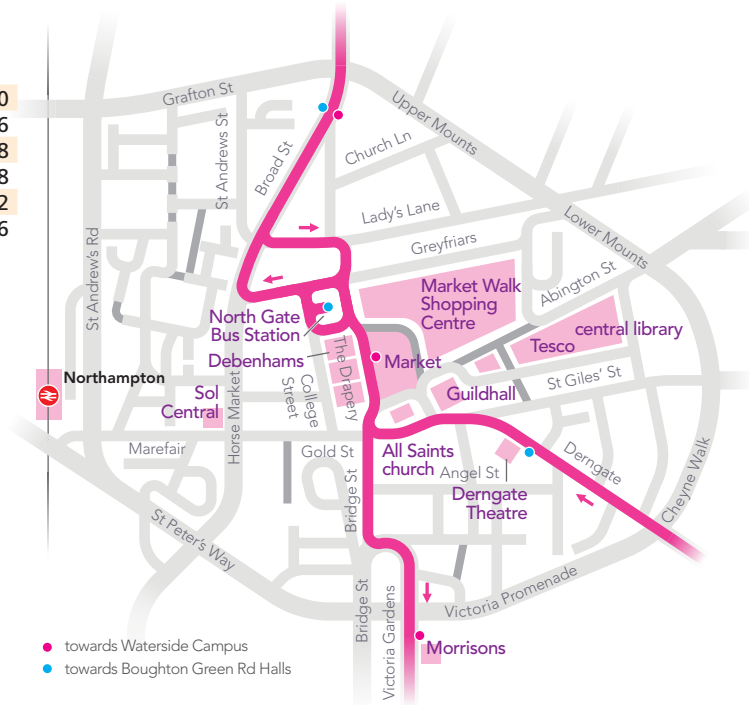 0
6
8
8
2
6
Grafton St
Upper Mounts
St Andrews St
Broad St
Church Ln
Lady's Lane
Lower Mounts
Greyfriars
St Andrew's Rd
Market Walk
Shopping
Centre
Abington St
North Gate
Bus Station
central library
Tesco
Debenhams
The Drapery
Market
Northampton
St Giles' St
Sol
Central
College
Street
Guildhall
Horse Market
Marefair
Gold St
All Saints
church
Angel St
Derngate
Derngate
Theatre
Cheyne Walk
Bridge St
St Peter's Way
Victoria Promenade
Bridge St
Victoria Gardens
Morrisons
towards Waterside Campus
towards Boughton Green Rd Halls